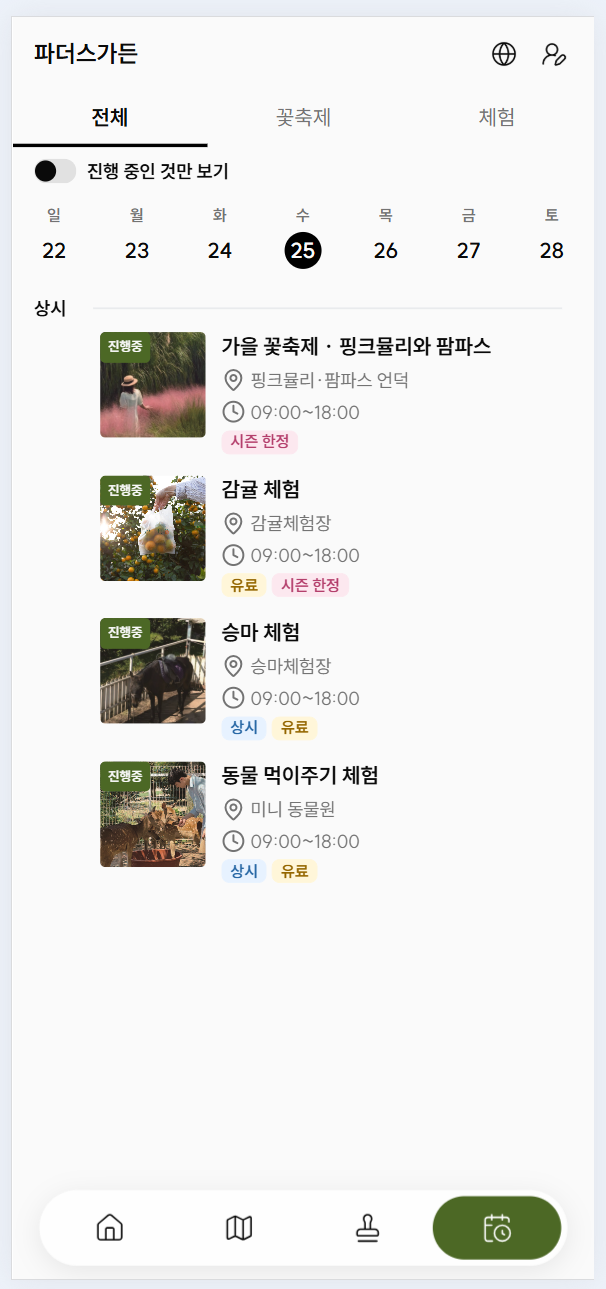 파더스가든
전체 꽃축제 체험
진행 중인 것만 보기
일 월 화 수 목 금 토
22 23 24 25 26 27 28
상시
진행중
가을 꽃축제 · 핑크뮬리와 팜파스
핑크뮬리·팜파스 언덕
09:00~18:00
시즌 한정
진행중
감귤 체험
감귤체험장
09:00~18:00
유료 시즌 한정
진행중
승마 체험
승마체험장
09:00~18:00
상시 유료
진행중
동물 먹이주기 체험
미니 동물원
09:00~18:00
상시 유료